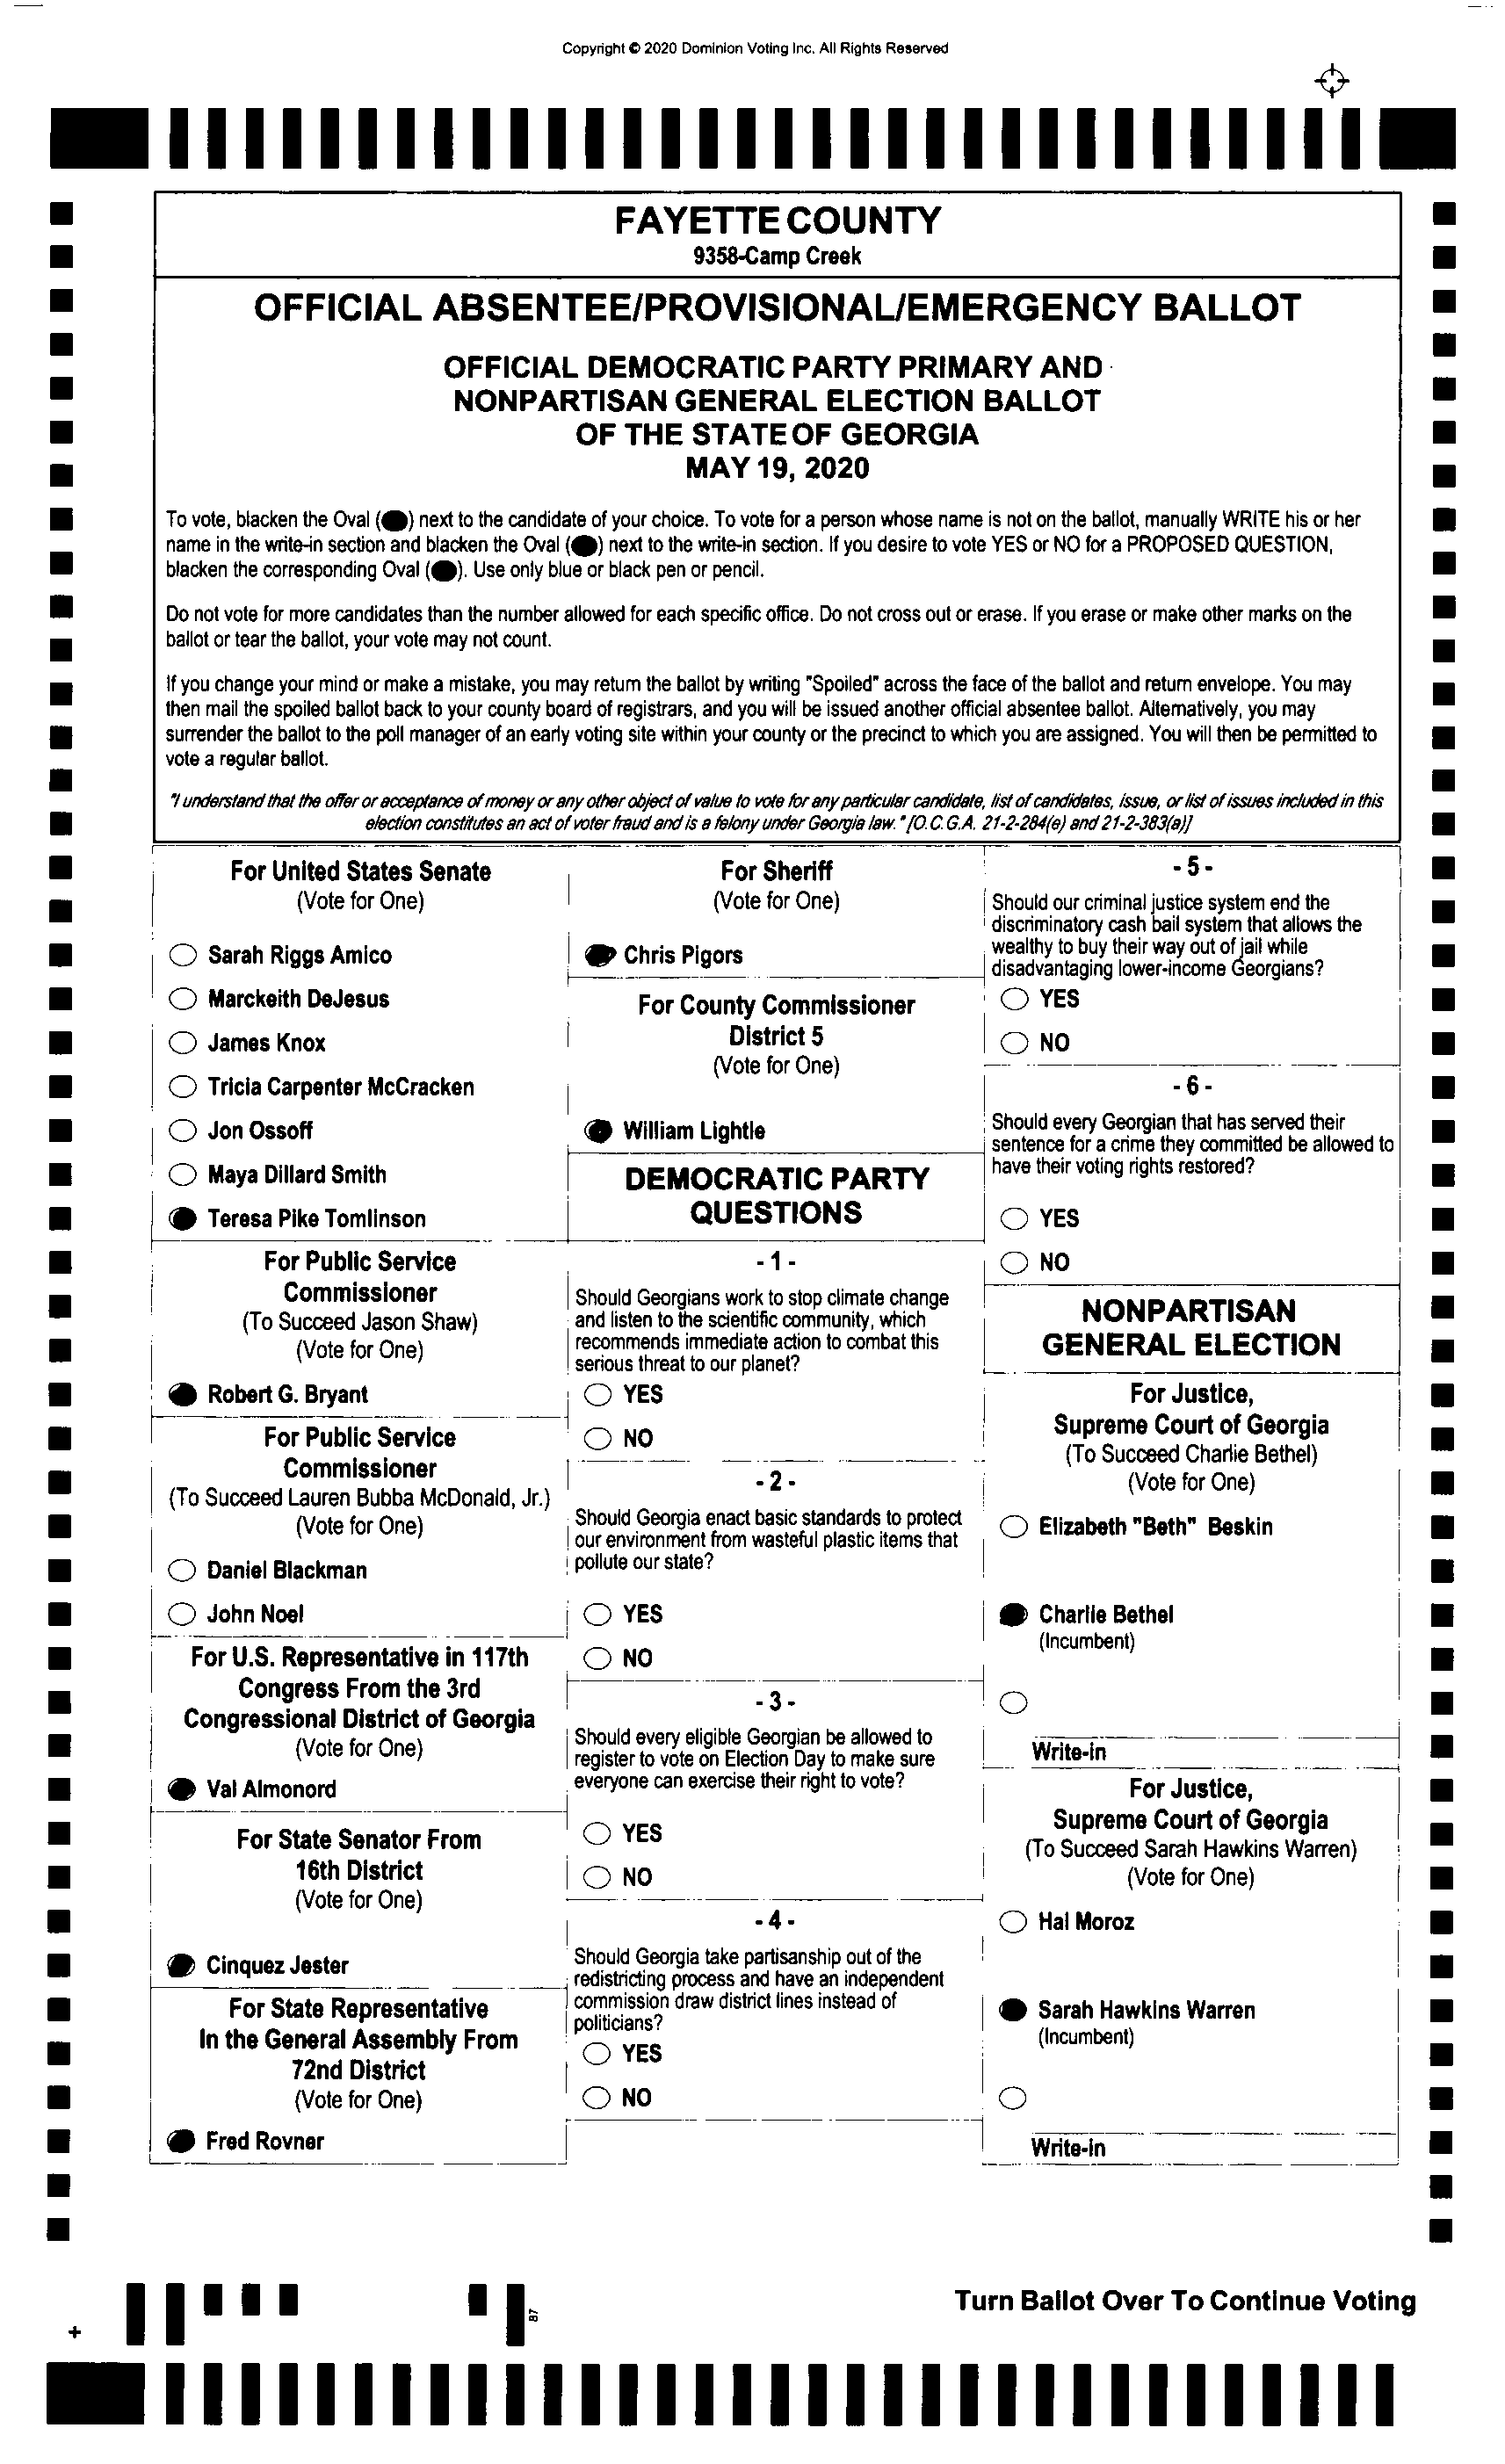 Copyright © 2020 Dominion Voting Inc. All Rights Reserved
FAYETTE COUNTY
9358-Camp Creek
OFFICIAL ABSENTEE/PROVISIONAL/EMERGENCY BALLOT
OFFICIAL DEMOCRATIC PARTY PRIMARY AND
NONPARTISAN GENERAL ELECTION BALLOT
OF THE STATE OF GEORGIA
MAY 19, 2020
To vote, blacken the Oval (●) next to the candidate of your choice. To vote for a person whose name is not on the ballot, manually WRITE his or her
name in the write-in section and blacken the Oval (●) next to the write-in section. If you desire to vote YES or NO for a PROPOSED QUESTION,
blacken the corresponding Oval (●). Use only blue or black pen or pencil.
Do not vote for more candidates than the number allowed for each specific office. Do not cross out or erase. If you erase or make other marks on the
ballot or tear the ballot, your vote may not count.
If you change your mind or make a mistake, you may return the ballot by writing "Spoiled" across the face of the ballot and return envelope. You may
then mail the spoiled ballot back to your county board of registrars, and you will be issued another official absentee ballot. Alternatively, you may
surrender the ballot to the poll manager of an early voting site within your county or the precinct to which you are assigned. You will then be permitted to
vote a regular ballot.
"I understand that the offer or acceptance of money or any other object of value to vote for any particular candidate, list of candidates, issue, or list of issues included in this
election constitutes an act of voter fraud and is a felony under Georgia law." [O.C.G.A. 21-2-284(e) and 21-2-383(a)]
For United States Senate
(Vote for One)
Sarah Riggs Amico
Marckeith DeJesus
James Knox
Tricia Carpenter McCracken
Jon Ossoff
Maya Dillard Smith
Teresa Pike Tomlinson
For Public Service
Commissioner
(To Succeed Jason Shaw)
(Vote for One)
Robert G. Bryant
For Public Service
Commissioner
(To Succeed Lauren Bubba McDonald, Jr.)
(Vote for One)
Daniel Blackman
John Noel
For U.S. Representative in 117th
Congress From the 3rd
Congressional District of Georgia
(Vote for One)
Val Almonord
For State Senator From
16th District
(Vote for One)
Cinquez Jester
For State Representative
In the General Assembly From
72nd District
(Vote for One)
Fred Rovner
For Sheriff
(Vote for One)
Chris Pigors
For County Commissioner
District 5
(Vote for One)
William Lightle
DEMOCRATIC PARTY
QUESTIONS
- 1 -
Should Georgians work to stop climate change
and listen to the scientific community, which
recommends immediate action to combat this
serious threat to our planet?
YES
NO
- 2 -
Should Georgia enact basic standards to protect
our environment from wasteful plastic items that
pollute our state?
YES
NO
- 3 -
Should every eligible Georgian be allowed to
register to vote on Election Day to make sure
everyone can exercise their right to vote?
YES
NO
- 4 -
Should Georgia take partisanship out of the
redistricting process and have an independent
commission draw district lines instead of
politicians?
YES
NO
- 5 -
Should our criminal justice system end the
discriminatory cash bail system that allows the
wealthy to buy their way out of jail while
disadvantaging lower-income Georgians?
YES
NO
- 6 -
Should every Georgian that has served their
sentence for a crime they committed be allowed to
have their voting rights restored?
YES
NO
NONPARTISAN
GENERAL ELECTION
For Justice,
Supreme Court of Georgia
(To Succeed Charlie Bethel)
(Vote for One)
Elizabeth "Beth" Beskin
Charlie Bethel
(Incumbent)
Write-in
For Justice,
Supreme Court of Georgia
(To Succeed Sarah Hawkins Warren)
(Vote for One)
Hal Moroz
Sarah Hawkins Warren
(Incumbent)
Write-in
87
Turn Ballot Over To Continue Voting